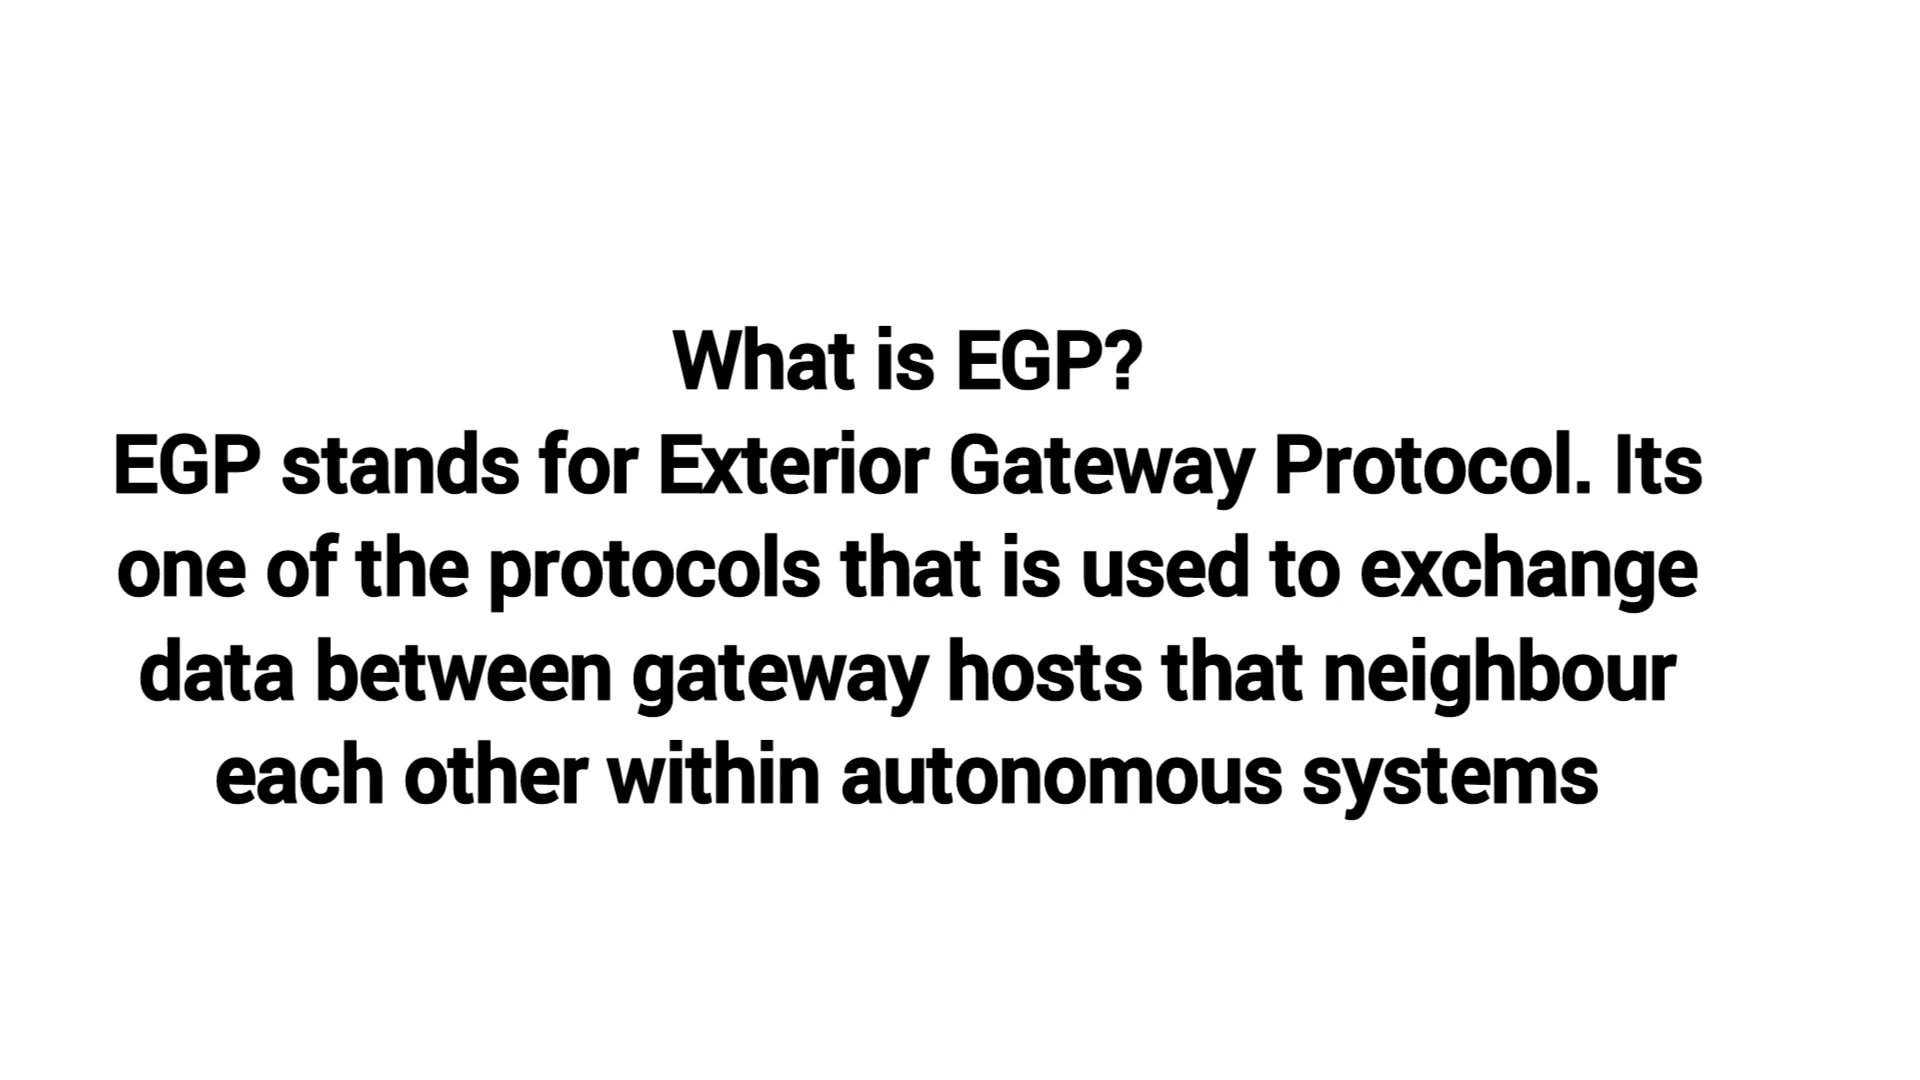 What is EGP?
EGP stands for Exterior Gateway Protocol. Its
one of the protocols that is used to exchange
data between gateway hosts that neighbour
each other within autonomous systems